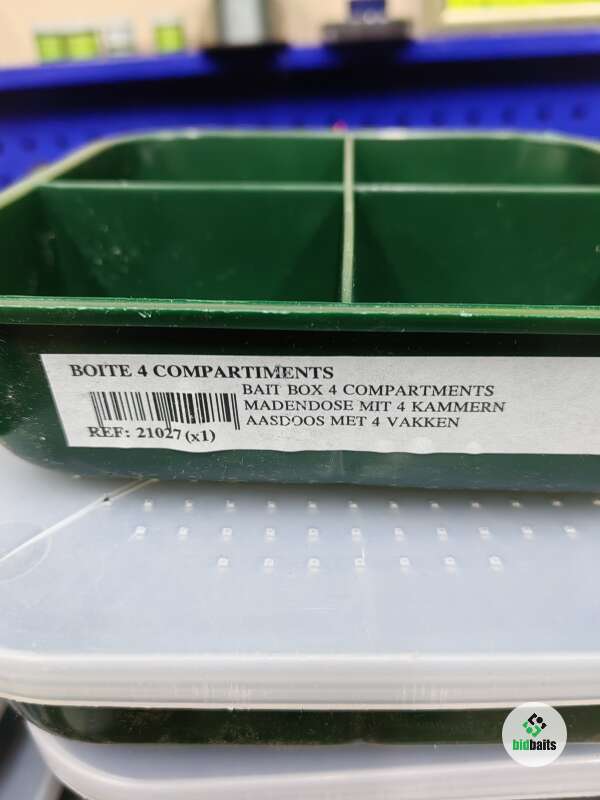 BOITE 4 COMPARTIMENTS
BAIT BOX 4 COMPARTMENTS
MADENDOSE MIT 4 KAMMERN
AASDOOS MET 4 VAKKEN
REF: 21027 (x1)
bidbaits